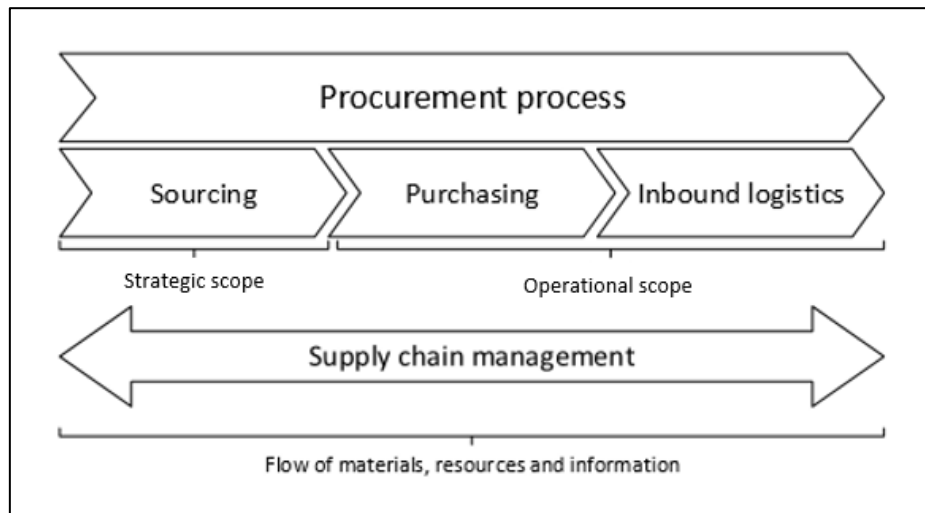 Procurement process
Sourcing
Purchasing
Inbound logistics
Strategic scope
Operational scope
Supply chain management
Flow of materials, resources and information